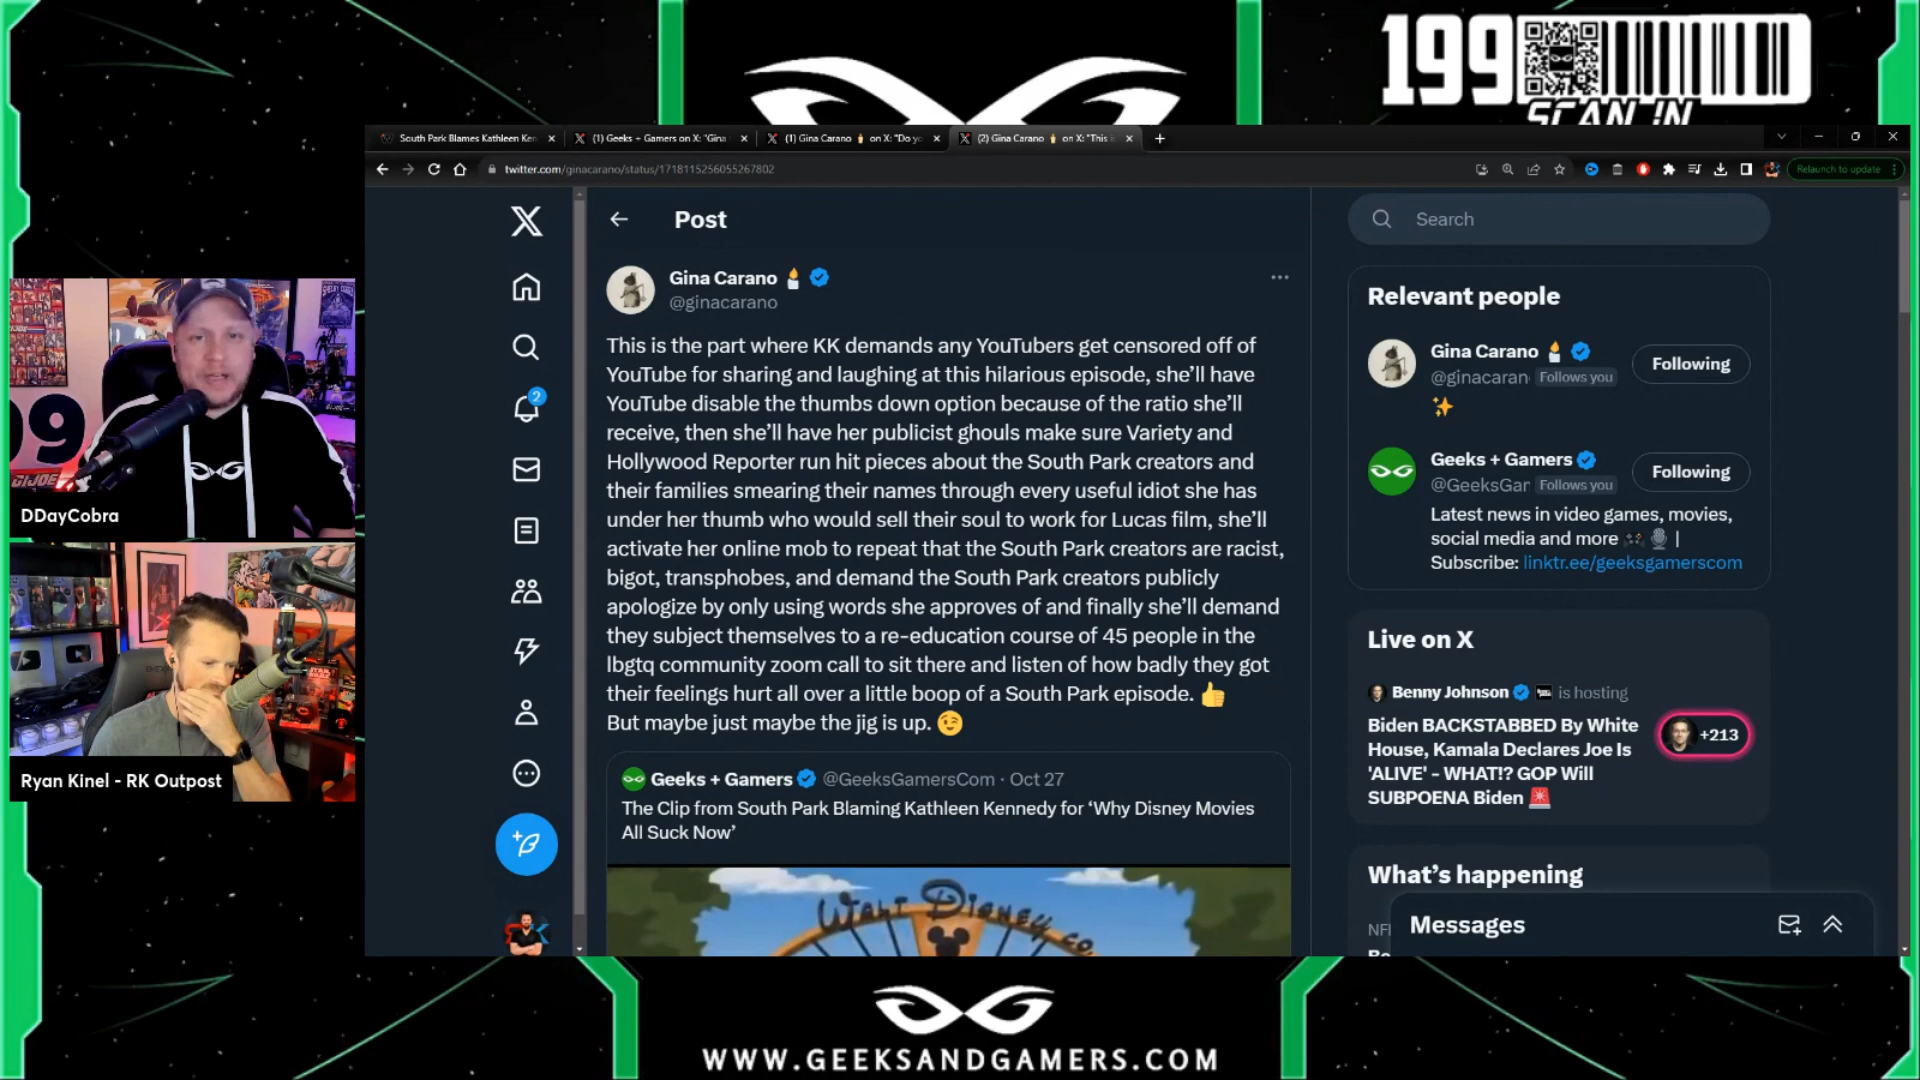 199
SCAN IN
South Park Blames Kathleen Ken
(1) Geeks + Gamers on X: "Gina
(1) Gina Carano 🕯 on X: "Do yo
(2) Gina Carano 🕯 on X: "This i
twitter.com/ginacarano/status/1718115256055267802
Relaunch to update
Post
Gina Carano 🕯
@ginacarano
This is the part where KK demands any YouTubers get censored off of
YouTube for sharing and laughing at this hilarious episode, she’ll have
YouTube disable the thumbs down option because of the ratio she’ll
receive, then she’ll have her publicist ghouls make sure Variety and
Hollywood Reporter run hit pieces about the South Park creators and
their families smearing their names through every useful idiot she has
under her thumb who would sell their soul to work for Lucas film, she’ll
activate her online mob to repeat that the South Park creators are racist,
bigot, transphobes, and demand the South Park creators publicly
apologize by only using words she approves of and finally she’ll demand
they subject themselves to a re-education course of 45 people in the
lbgtq community zoom call to sit there and listen of how badly they got
their feelings hurt all over a little boop of a South Park episode. 👍
But maybe just maybe the jig is up. 😉
Geeks + Gamers @GeeksGamersCom · Oct 27
The Clip from South Park Blaming Kathleen Kennedy for ‘Why Disney Movies
All Suck Now’
WALT DISNEY CO.
2
Search
Relevant people
Gina Carano 🕯
@ginacaran Follows you
Following
✨
Geeks + Gamers
@GeeksGar Follows you
Following
Latest news in video games, movies,
social media and more 🎮 🎙 |
Subscribe: linktr.ee/geeksgamerscom
Live on X
Benny Johnson is hosting
Biden BACKSTABBED By White
House, Kamala Declares Joe Is
'ALIVE' - WHAT!? GOP Will
SUBPOENA Biden 🚨
+213
What’s happening
NFL
Messages
99
G.I. JOE
DDayCobra
STAR WARS
Ryan Kinel - RK Outpost
WWW.GEEKSANDGAMERS.COM